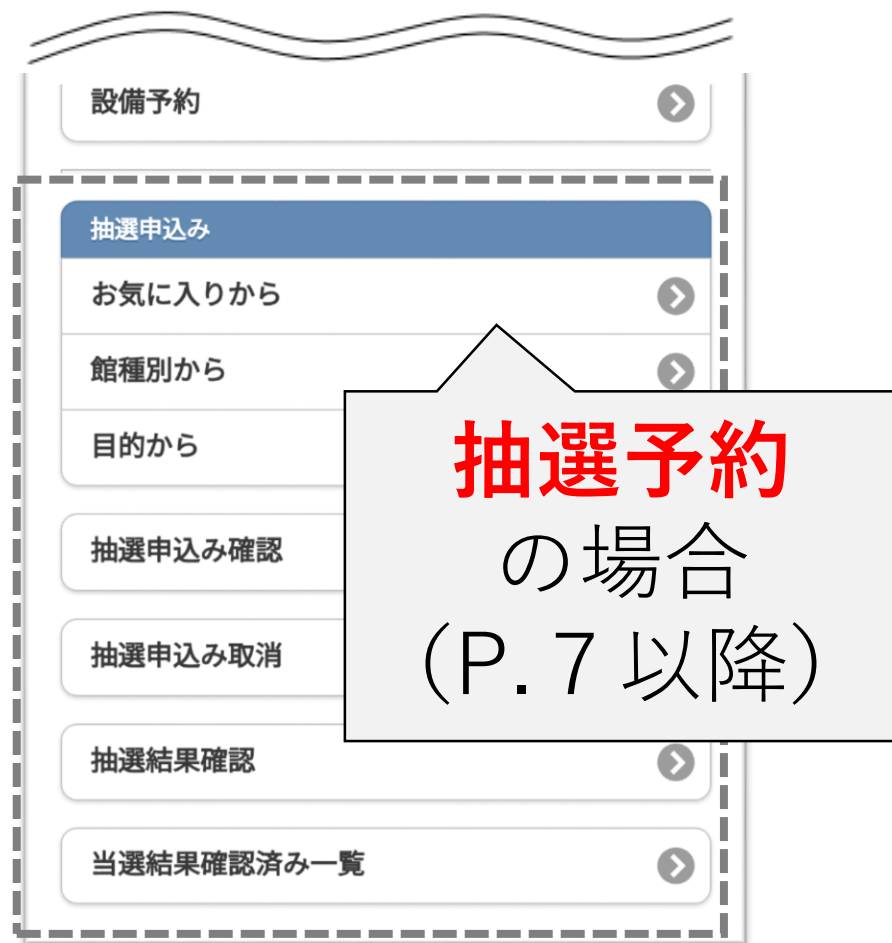 設備予約
抽選申込み
お気に入りから
館種別から
目的から
抽選予約
の場合
（P.７以降）
抽選申込み確認
抽選申込み取消
抽選結果確認
当選結果確認済み一覧